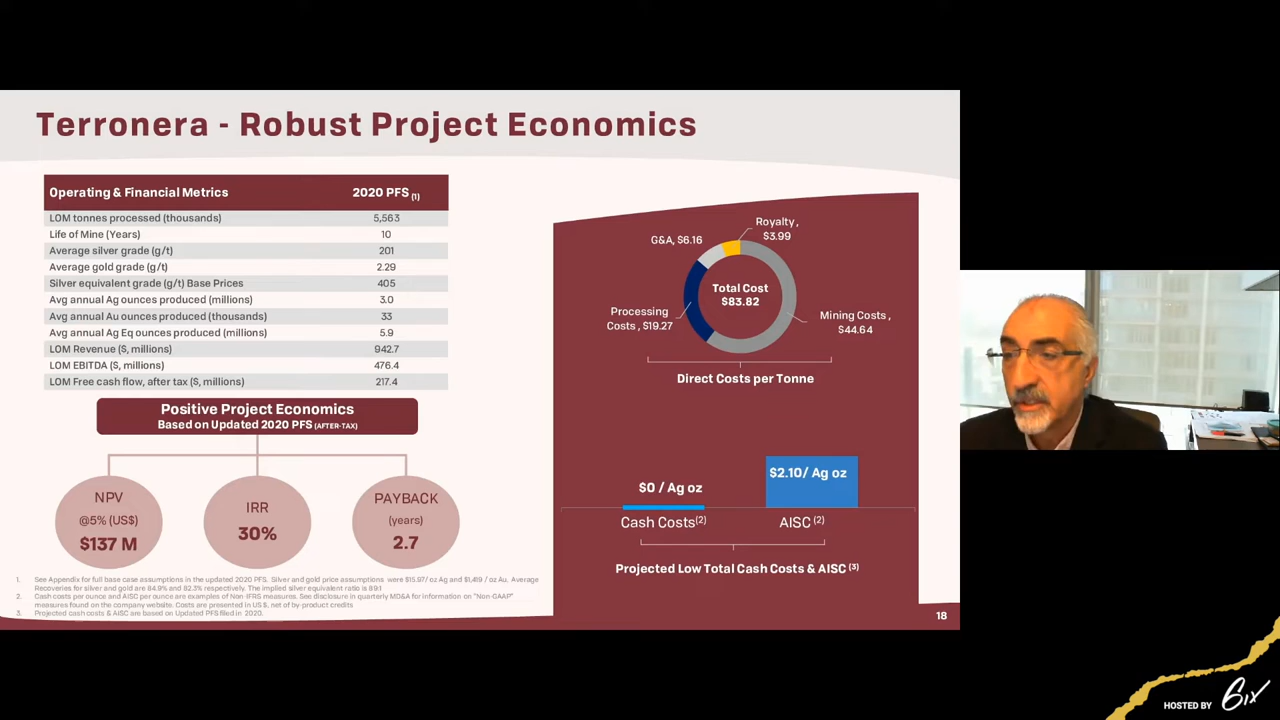 Terronera - Robust Project Economics
Operating & Financial Metrics 2020 PFS (1)
LOM tonnes processed (thousands) 5,563
Life of Mine (Years) 10
Average silver grade (g/t) 201
Average gold grade (g/t) 2.29
Silver equivalent grade (g/t) Base Prices 405
Avg annual Ag ounces produced (millions) 3.0
Avg annual Au ounces produced (thousands) 33
Avg annual Ag Eq ounces produced (millions) 5.9
LOM Revenue ($, millions) 942.7
LOM EBITDA ($, millions) 476.4
LOM Free cash flow, after tax ($, millions) 217.4
Positive Project Economics
Based on Updated 2020 PFS (AFTER-TAX)
NPV
@5% (US$)
$137 M
IRR
30%
PAYBACK
(years)
2.7
Royalty ,
$3.99
G&A, $6.16
Total Cost
$83.82
Processing
Costs , $19.27
Mining Costs ,
$44.64
Direct Costs per Tonne
$0 / Ag oz
$2.10/ Ag oz
Cash Costs(2)
AISC (2)
Projected Low Total Cash Costs & AISC (3)
1. See Appendix for full base case assumptions in the updated 2020 PFS. Silver and gold price assumptions were $15.97/ oz Ag and $1,419 / oz Au. Average
Recoveries for silver and gold are 84.9% and 82.3% respectively. The implied silver equivalent ratio is 89:1
2. Cash costs per ounce and AISC per ounce are examples of Non-IFRS measures. See disclosure in quarterly MD&A for information on "Non-GAAP"
measures found on the company website. Costs are presented in US $, net of by-product credits
3. Projected cash costs & AISC are based on Updated PFS filed in 2020.
18
HOSTED BY 6ix